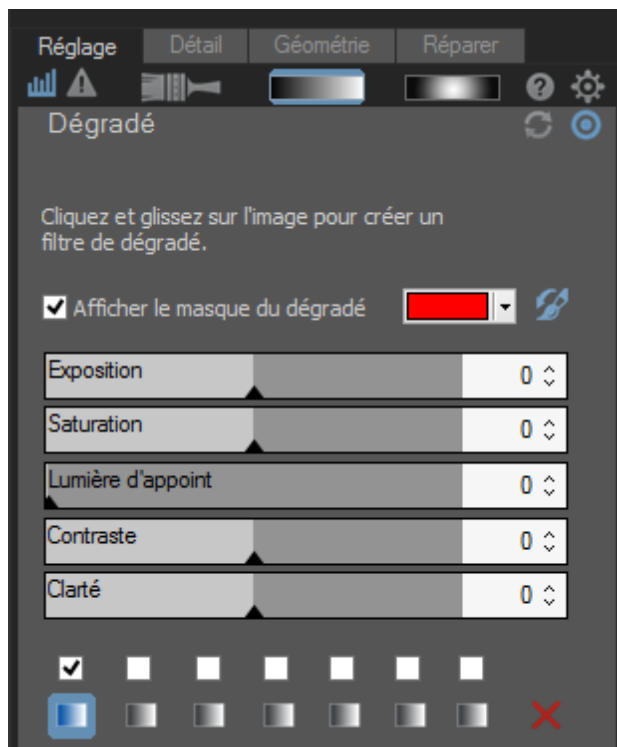 Réglage Détail Géométrie Réparer
Dégradé
Cliquez et glissez sur l'image pour créer un
filtre de dégradé.
Afficher le masque du dégradé
Exposition 0
Saturation 0
Lumière d'appoint 0
Contraste 0
Clarté 0